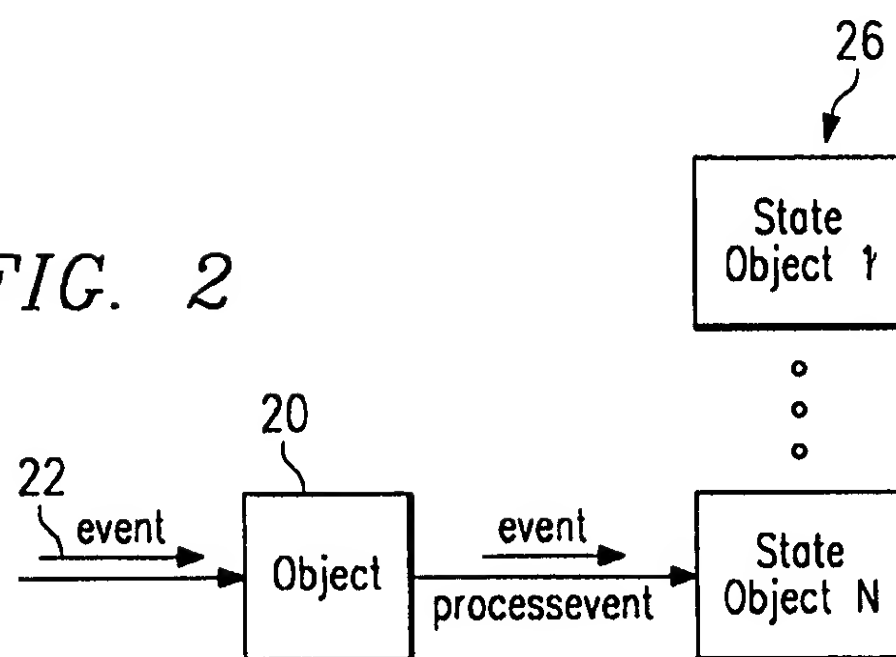 26
State
Object 1
FIG. 2
20
22
event
event
Object
processevent
State
Object N